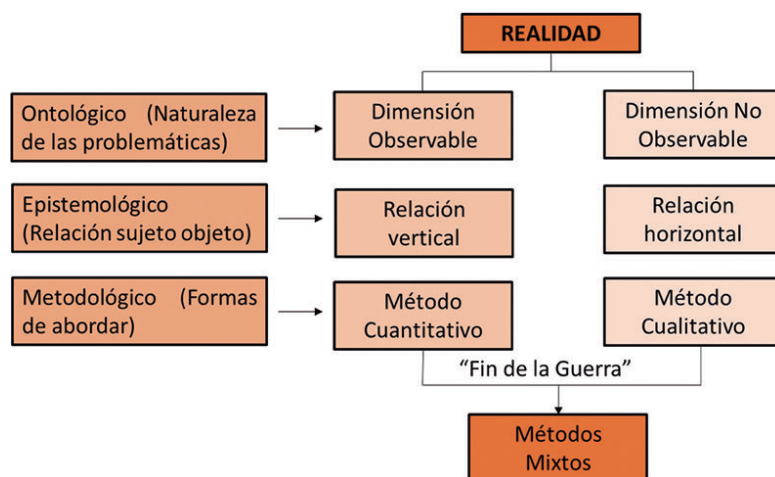 REALIDAD
Ontológico (Naturaleza
de las problemáticas)
Dimensión
Observable
Dimensión No
Observable
Epistemológico
(Relación sujeto objeto)
Relación
vertical
Relación
horizontal
Metodológico (Formas
de abordar)
Método
Cuantitativo
Método
Cualitativo
“Fin de la Guerra”
Métodos
Mixtos